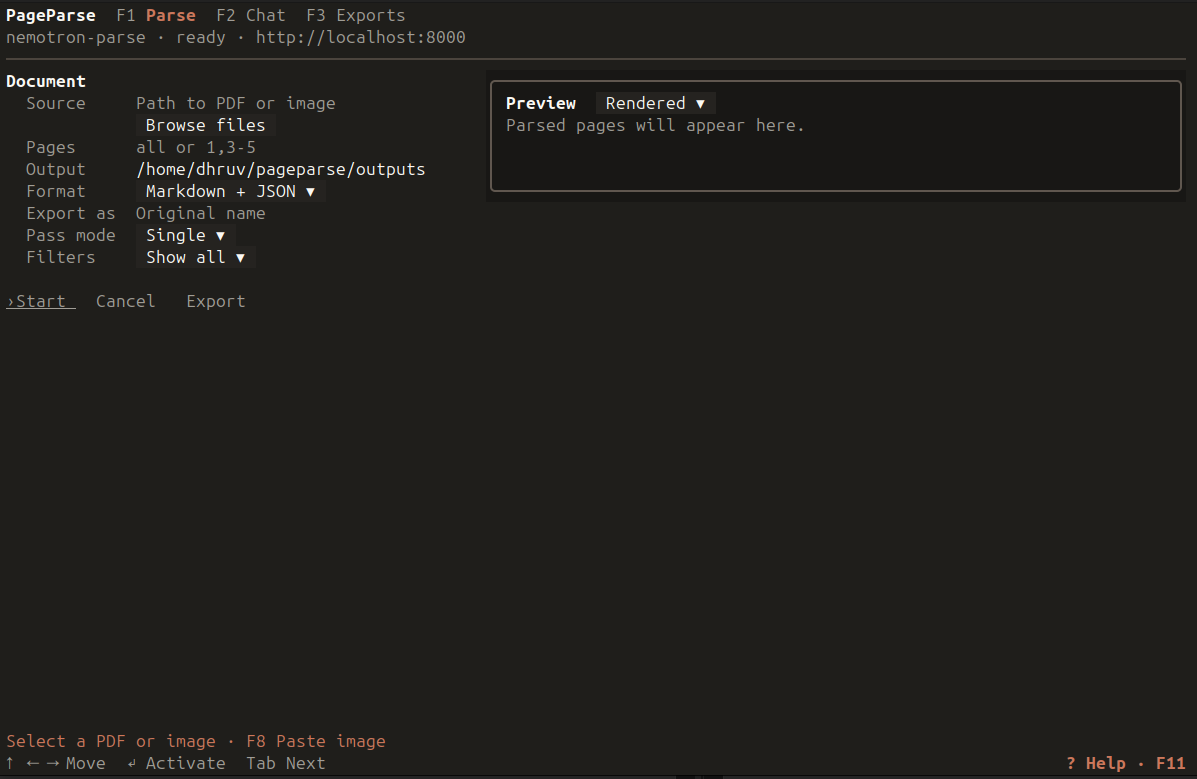 PageParse F1 Parse F2 Chat F3 Exports
nemotron-parse · ready · http://localhost:8000
Document
Source Path to PDF or image
Browse files
Pages all or 1,3-5
Output /home/dhruv/pageparse/outputs
Format Markdown + JSON ▼
Export as Original name
Pass mode Single ▼
Filters Show all ▼
›Start Cancel Export
Preview Rendered ▼
Parsed pages will appear here.
Select a PDF or image · F8 Paste image
↑ ←→ Move ↲ Activate Tab Next ? Help · F11